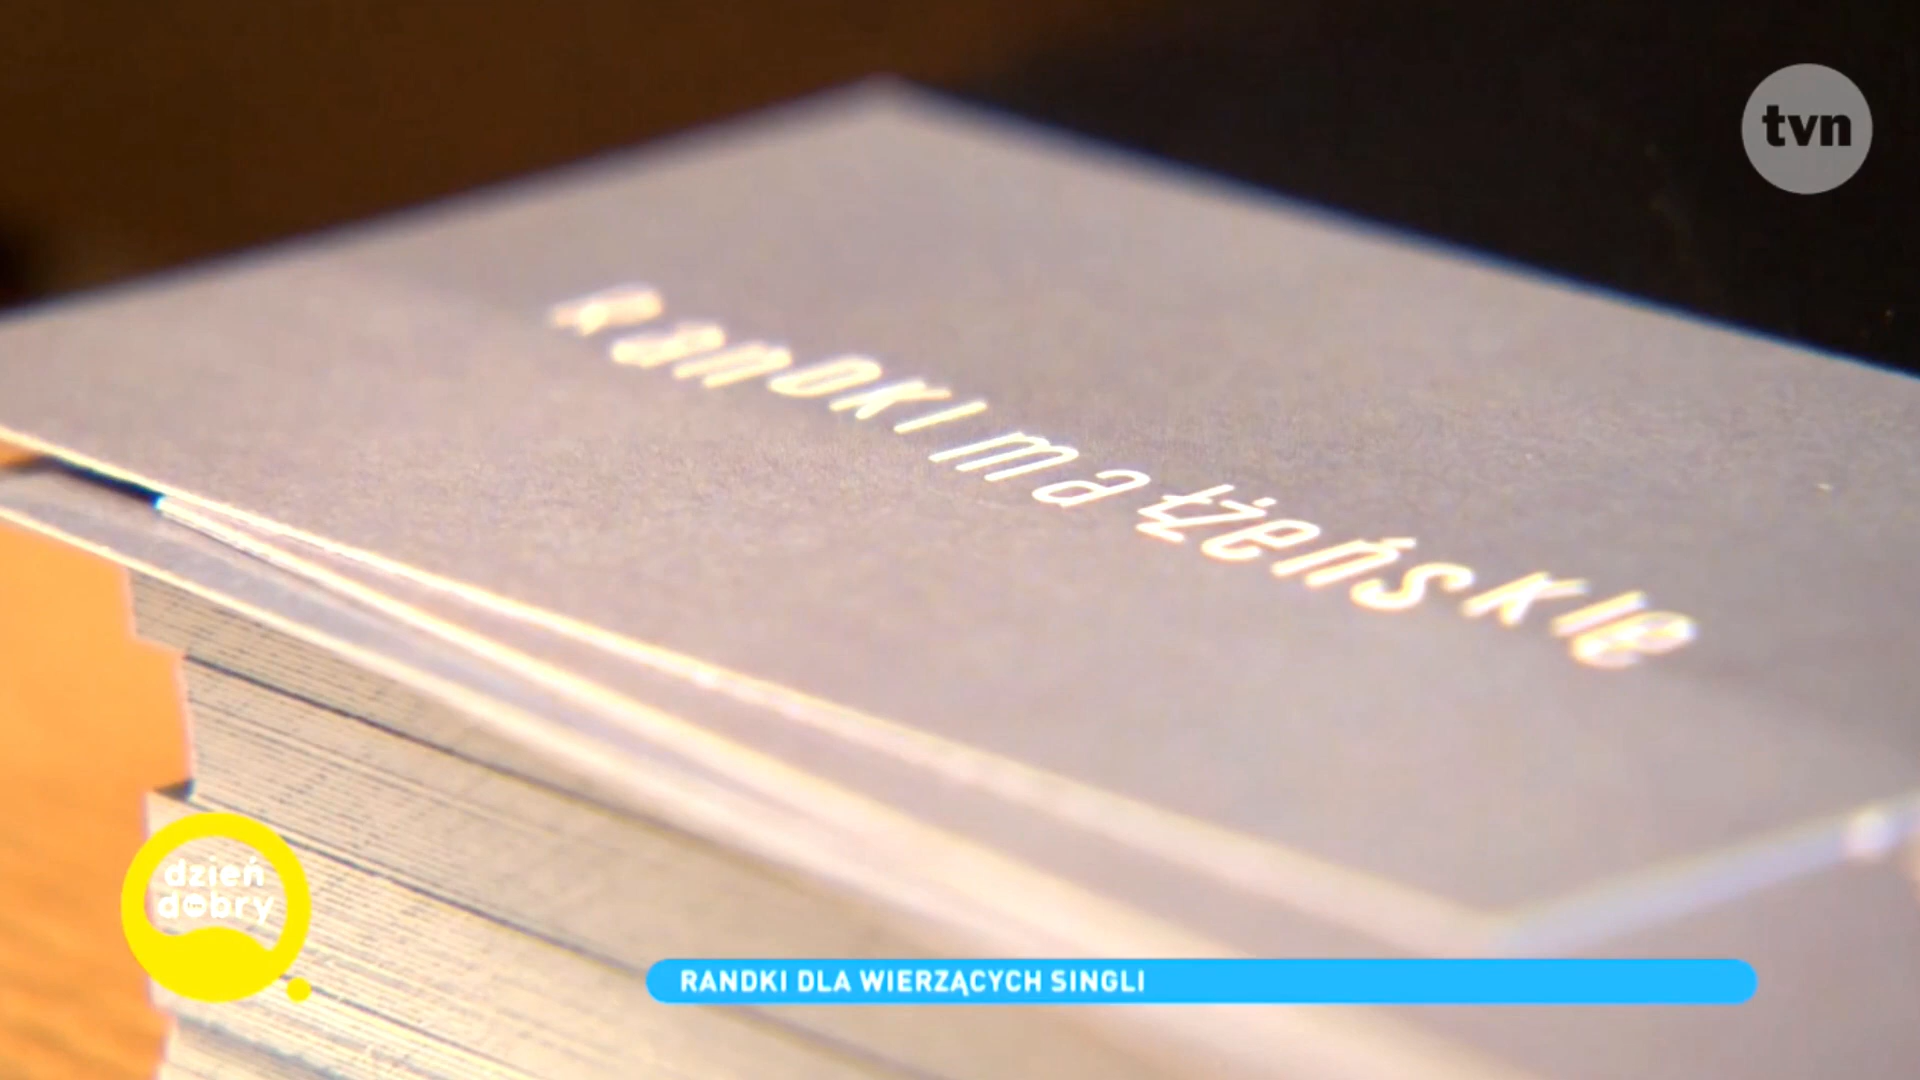 tvn
Randki małżeńskie
dzień
dobry
RANDKI DLA WIERZĄCYCH SINGLI